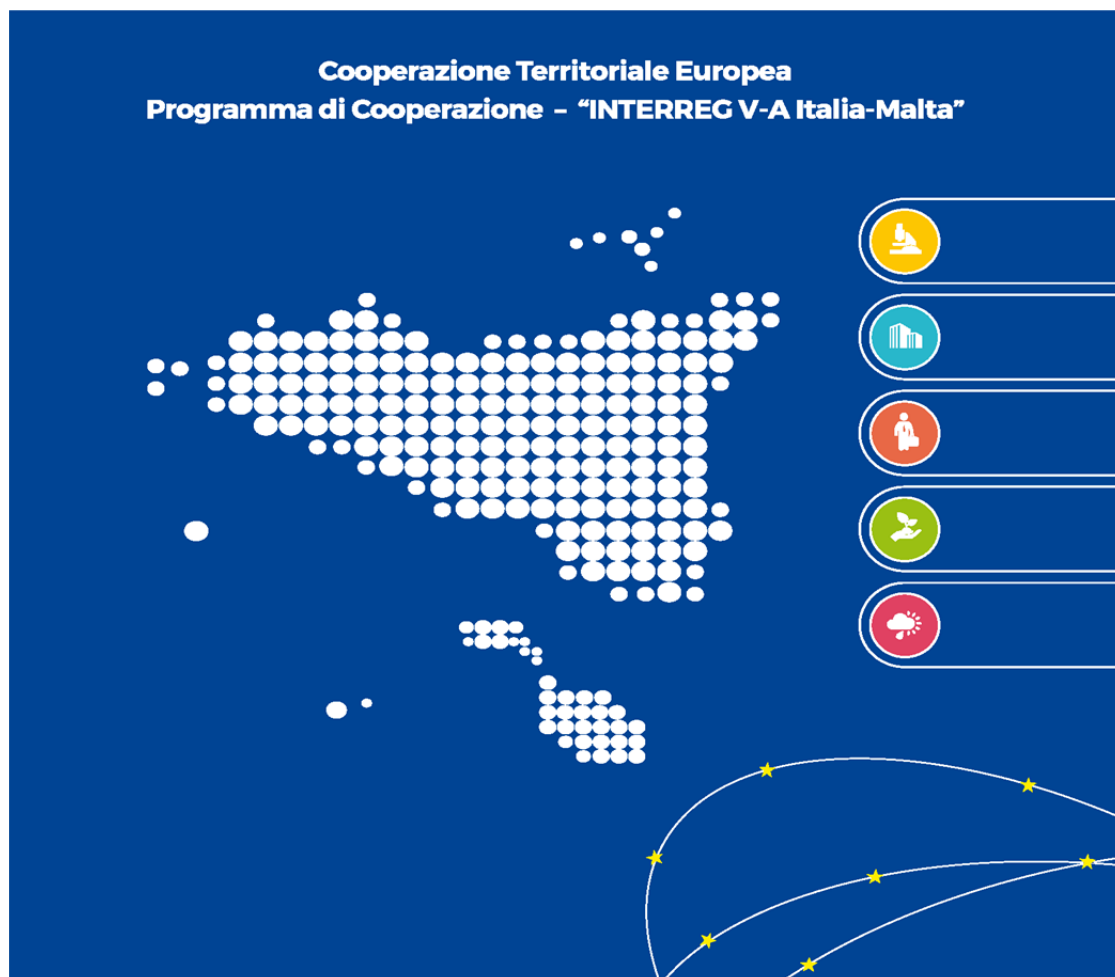 Cooperazione Territoriale Europea
Programma di Cooperazione – “INTERREG V-A Italia-Malta”